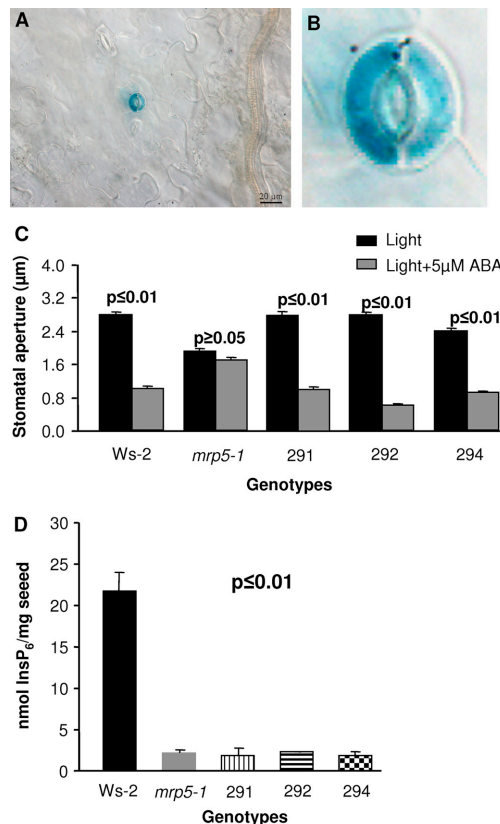 A
B
20 µm
C
Light
Light+5µM ABA
Stomatal aperture (µm)
4.0
3.2
2.4
1.6
0.8
0.0
p≤0.01
p≥0.05
p≤0.01
p≤0.01
p≤0.01
Ws-2 mrp5-1 291 292 294
Genotypes
D
nmol InsP6/mg seeed
30
25
20
15
10
5
0
p≤0.01
Ws-2 mrp5-1 291 292 294
Genotypes